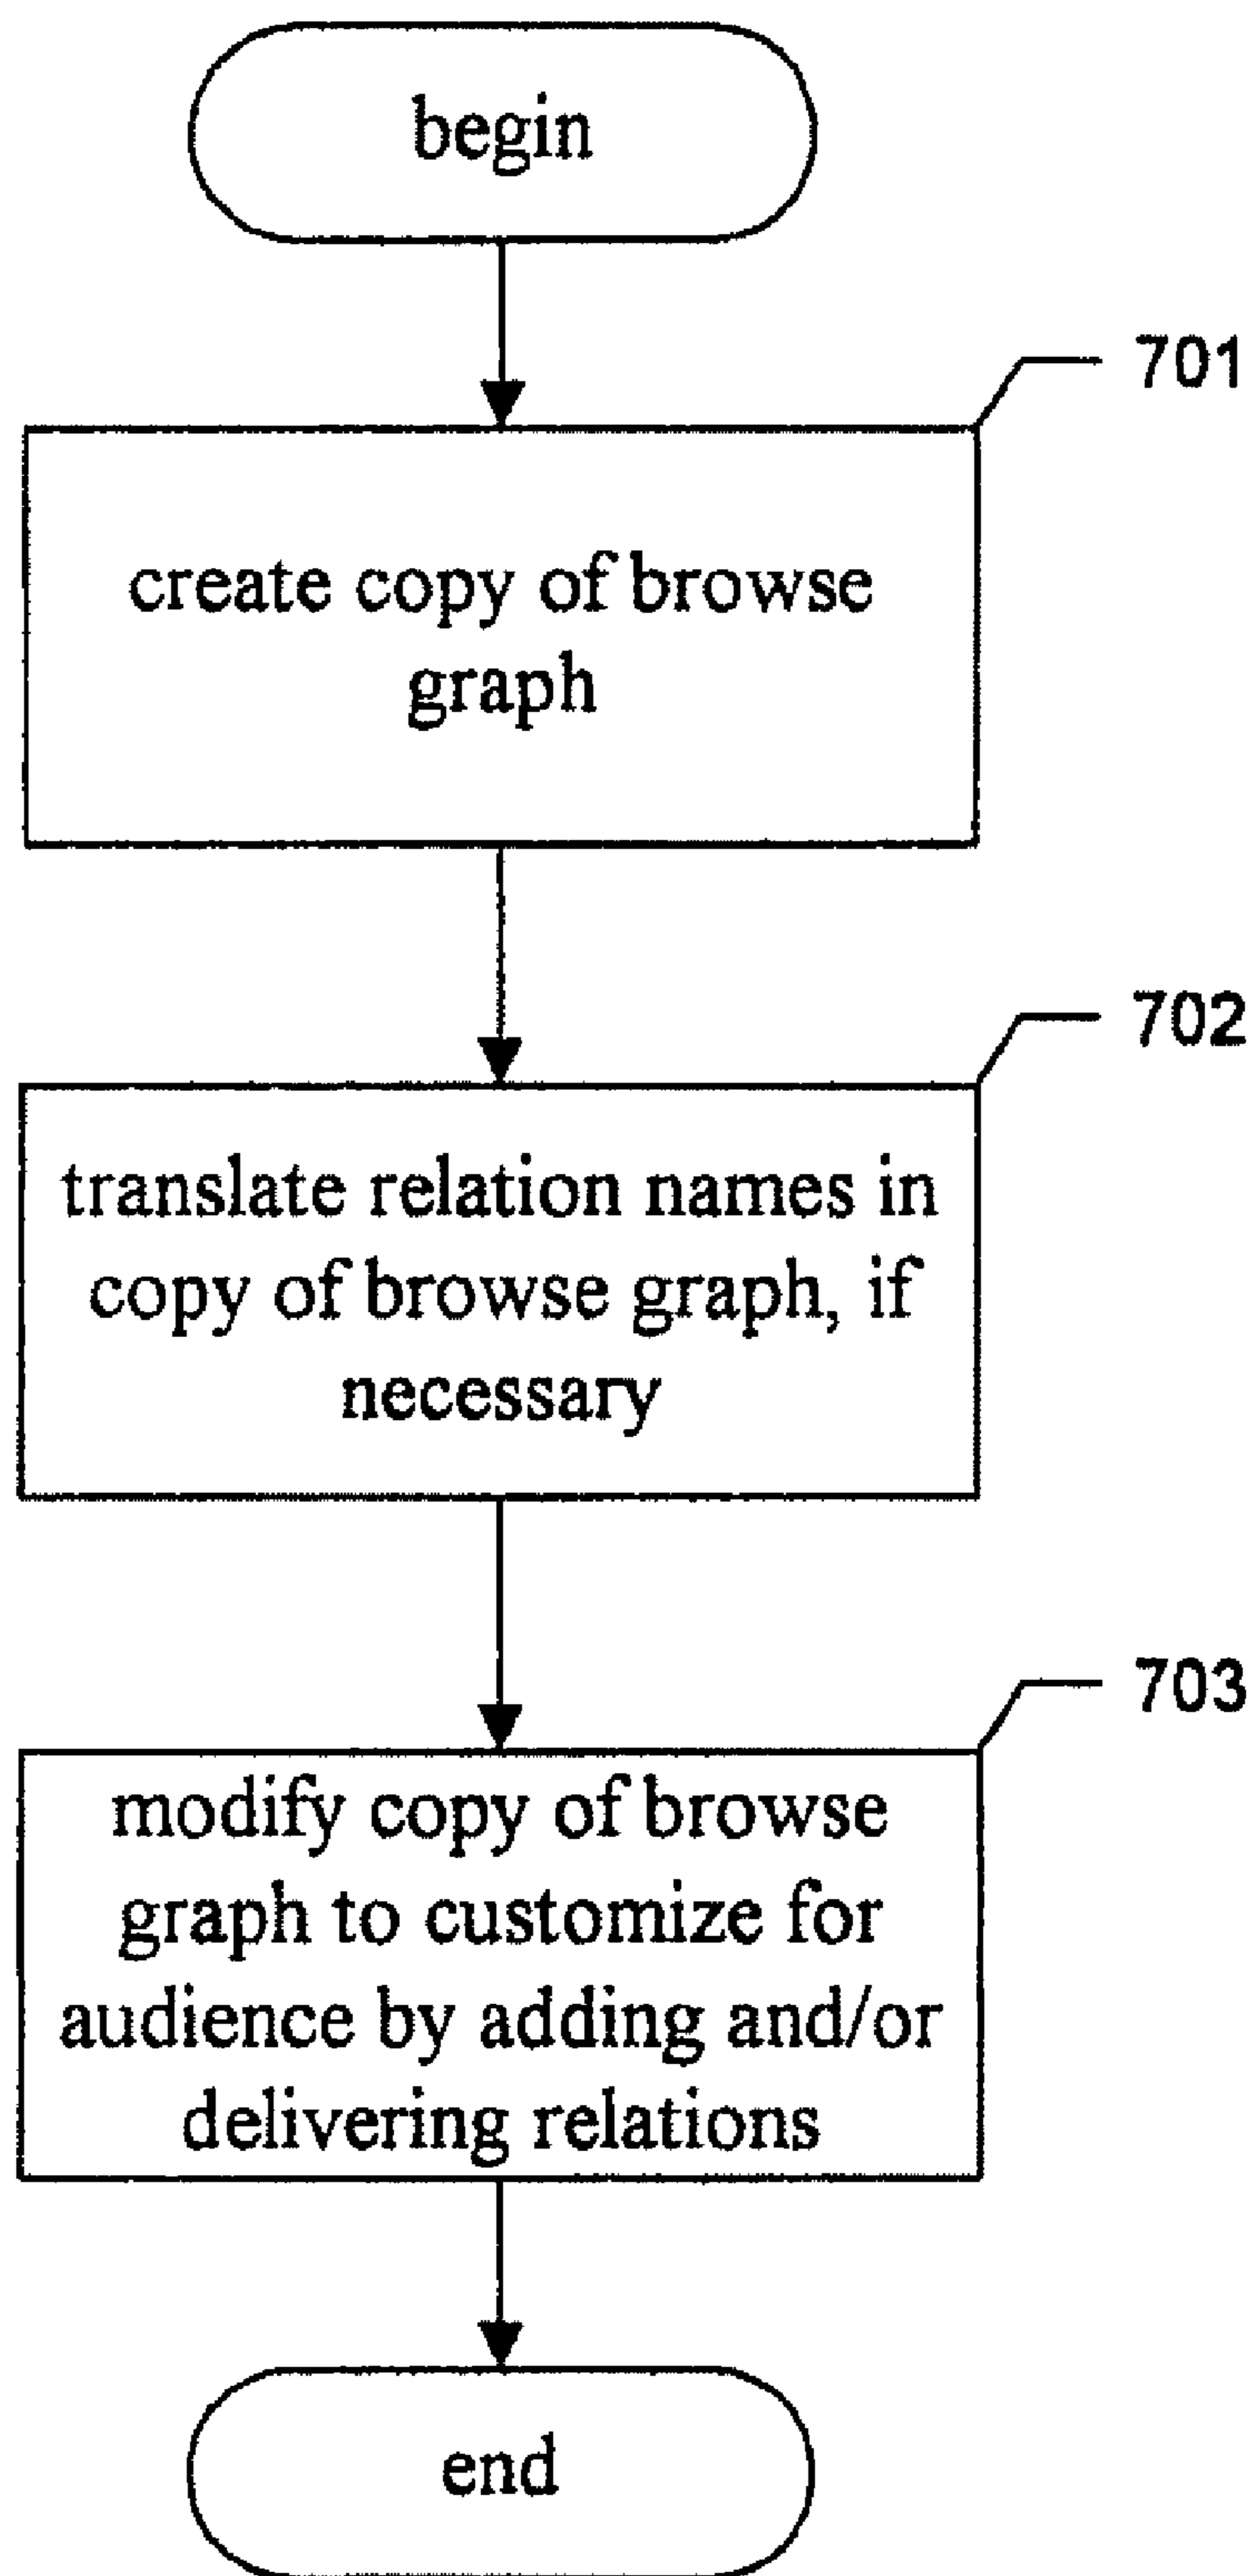 begin
701
create copy of browse
graph
702
translate relation names in
copy of browse graph, if
necessary
703
modify copy of browse
graph to customize for
audience by adding and/or
delivering relations
end